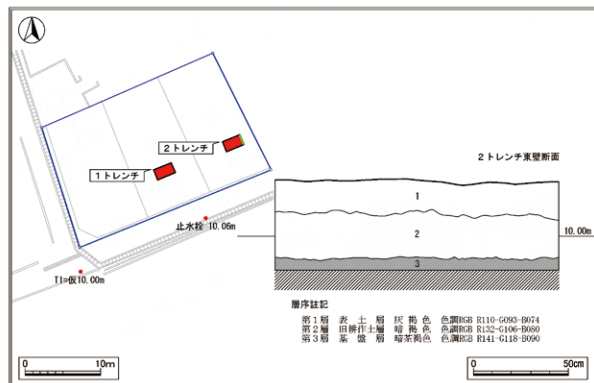 ２トレンチ
１トレンチ
止水栓 10.06m
T1=仮10.00m
0
10m
２トレンチ東壁断面
1
2
3
10.00m
層序註記
第１層 表土層 灰褐色 色調RGB R110-G093-B074
第２層 旧耕作土層 暗褐色 色調RGB R132-G106-B080
第３層 基盤層 暗茶褐色 色調RGB R141-G118-B090
0
50cm